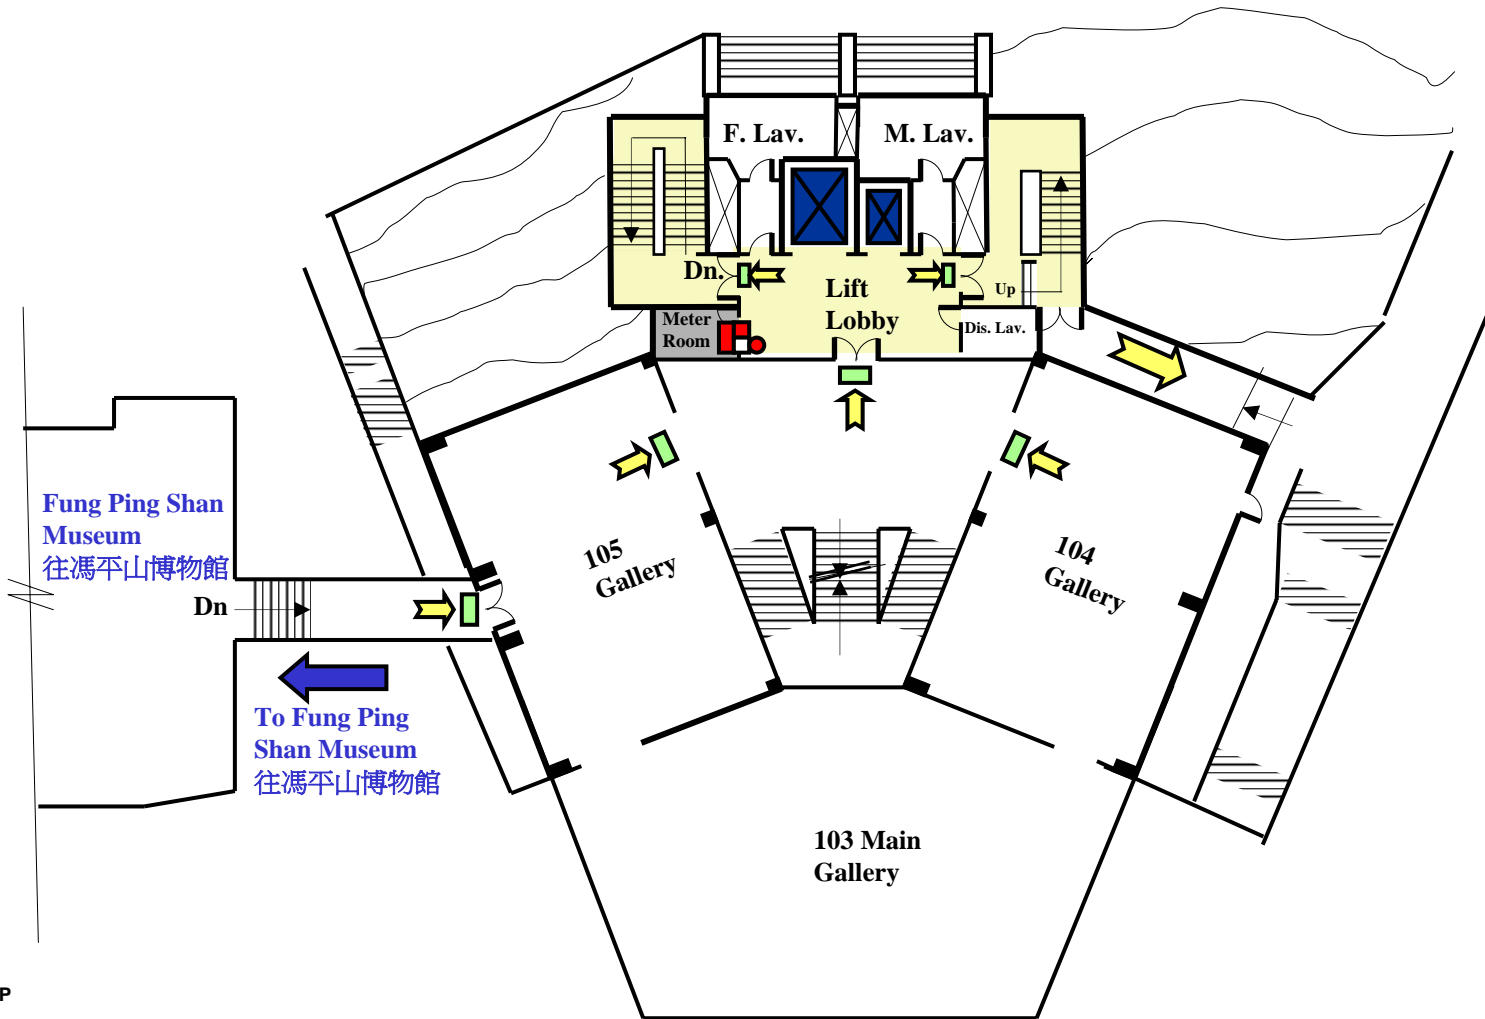 F. Lav.
M. Lav.
Dn.
Lift
Lobby
Up
Meter
Room
Dis. Lav.
Fung Ping Shan
Museum
往馮平山博物館
Dn
105
Gallery
104
Gallery
To Fung Ping
Shan Museum
往馮平山博物館
103 Main
Gallery
P